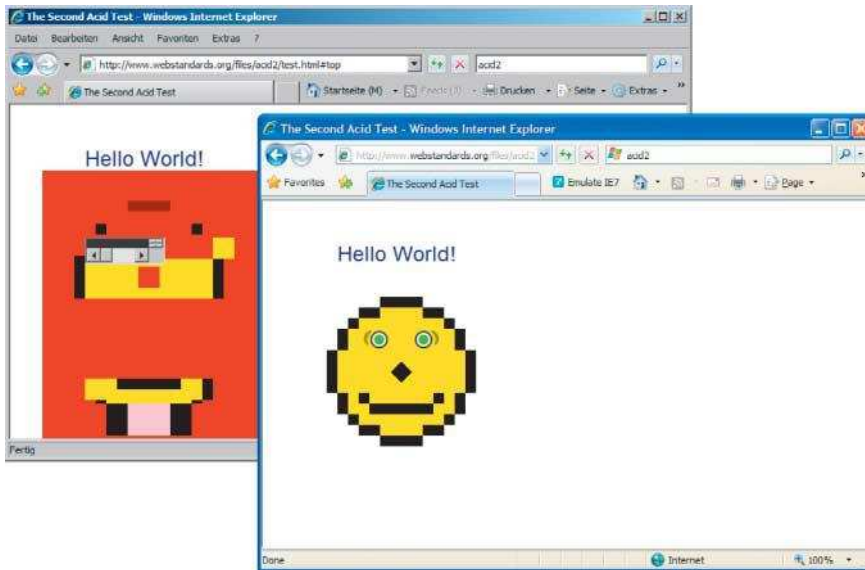 The Second Acid Test - Windows Internet Explorer
Datei Bearbeiten Ansicht Favoriten Extras ?
http://www.webstandards.org/files/acid2/test.html#top
acid2
The Second Acid Test
Startseite (M) Feeds (J) Drucken Seite Extras
Hello World!
Fertig
The Second Acid Test - Windows Internet Explorer
http://www.webstandards.org/files/acid2
acid2
Favorites The Second Acid Test Emulate IE7 Page
Hello World!
Done Internet 100%